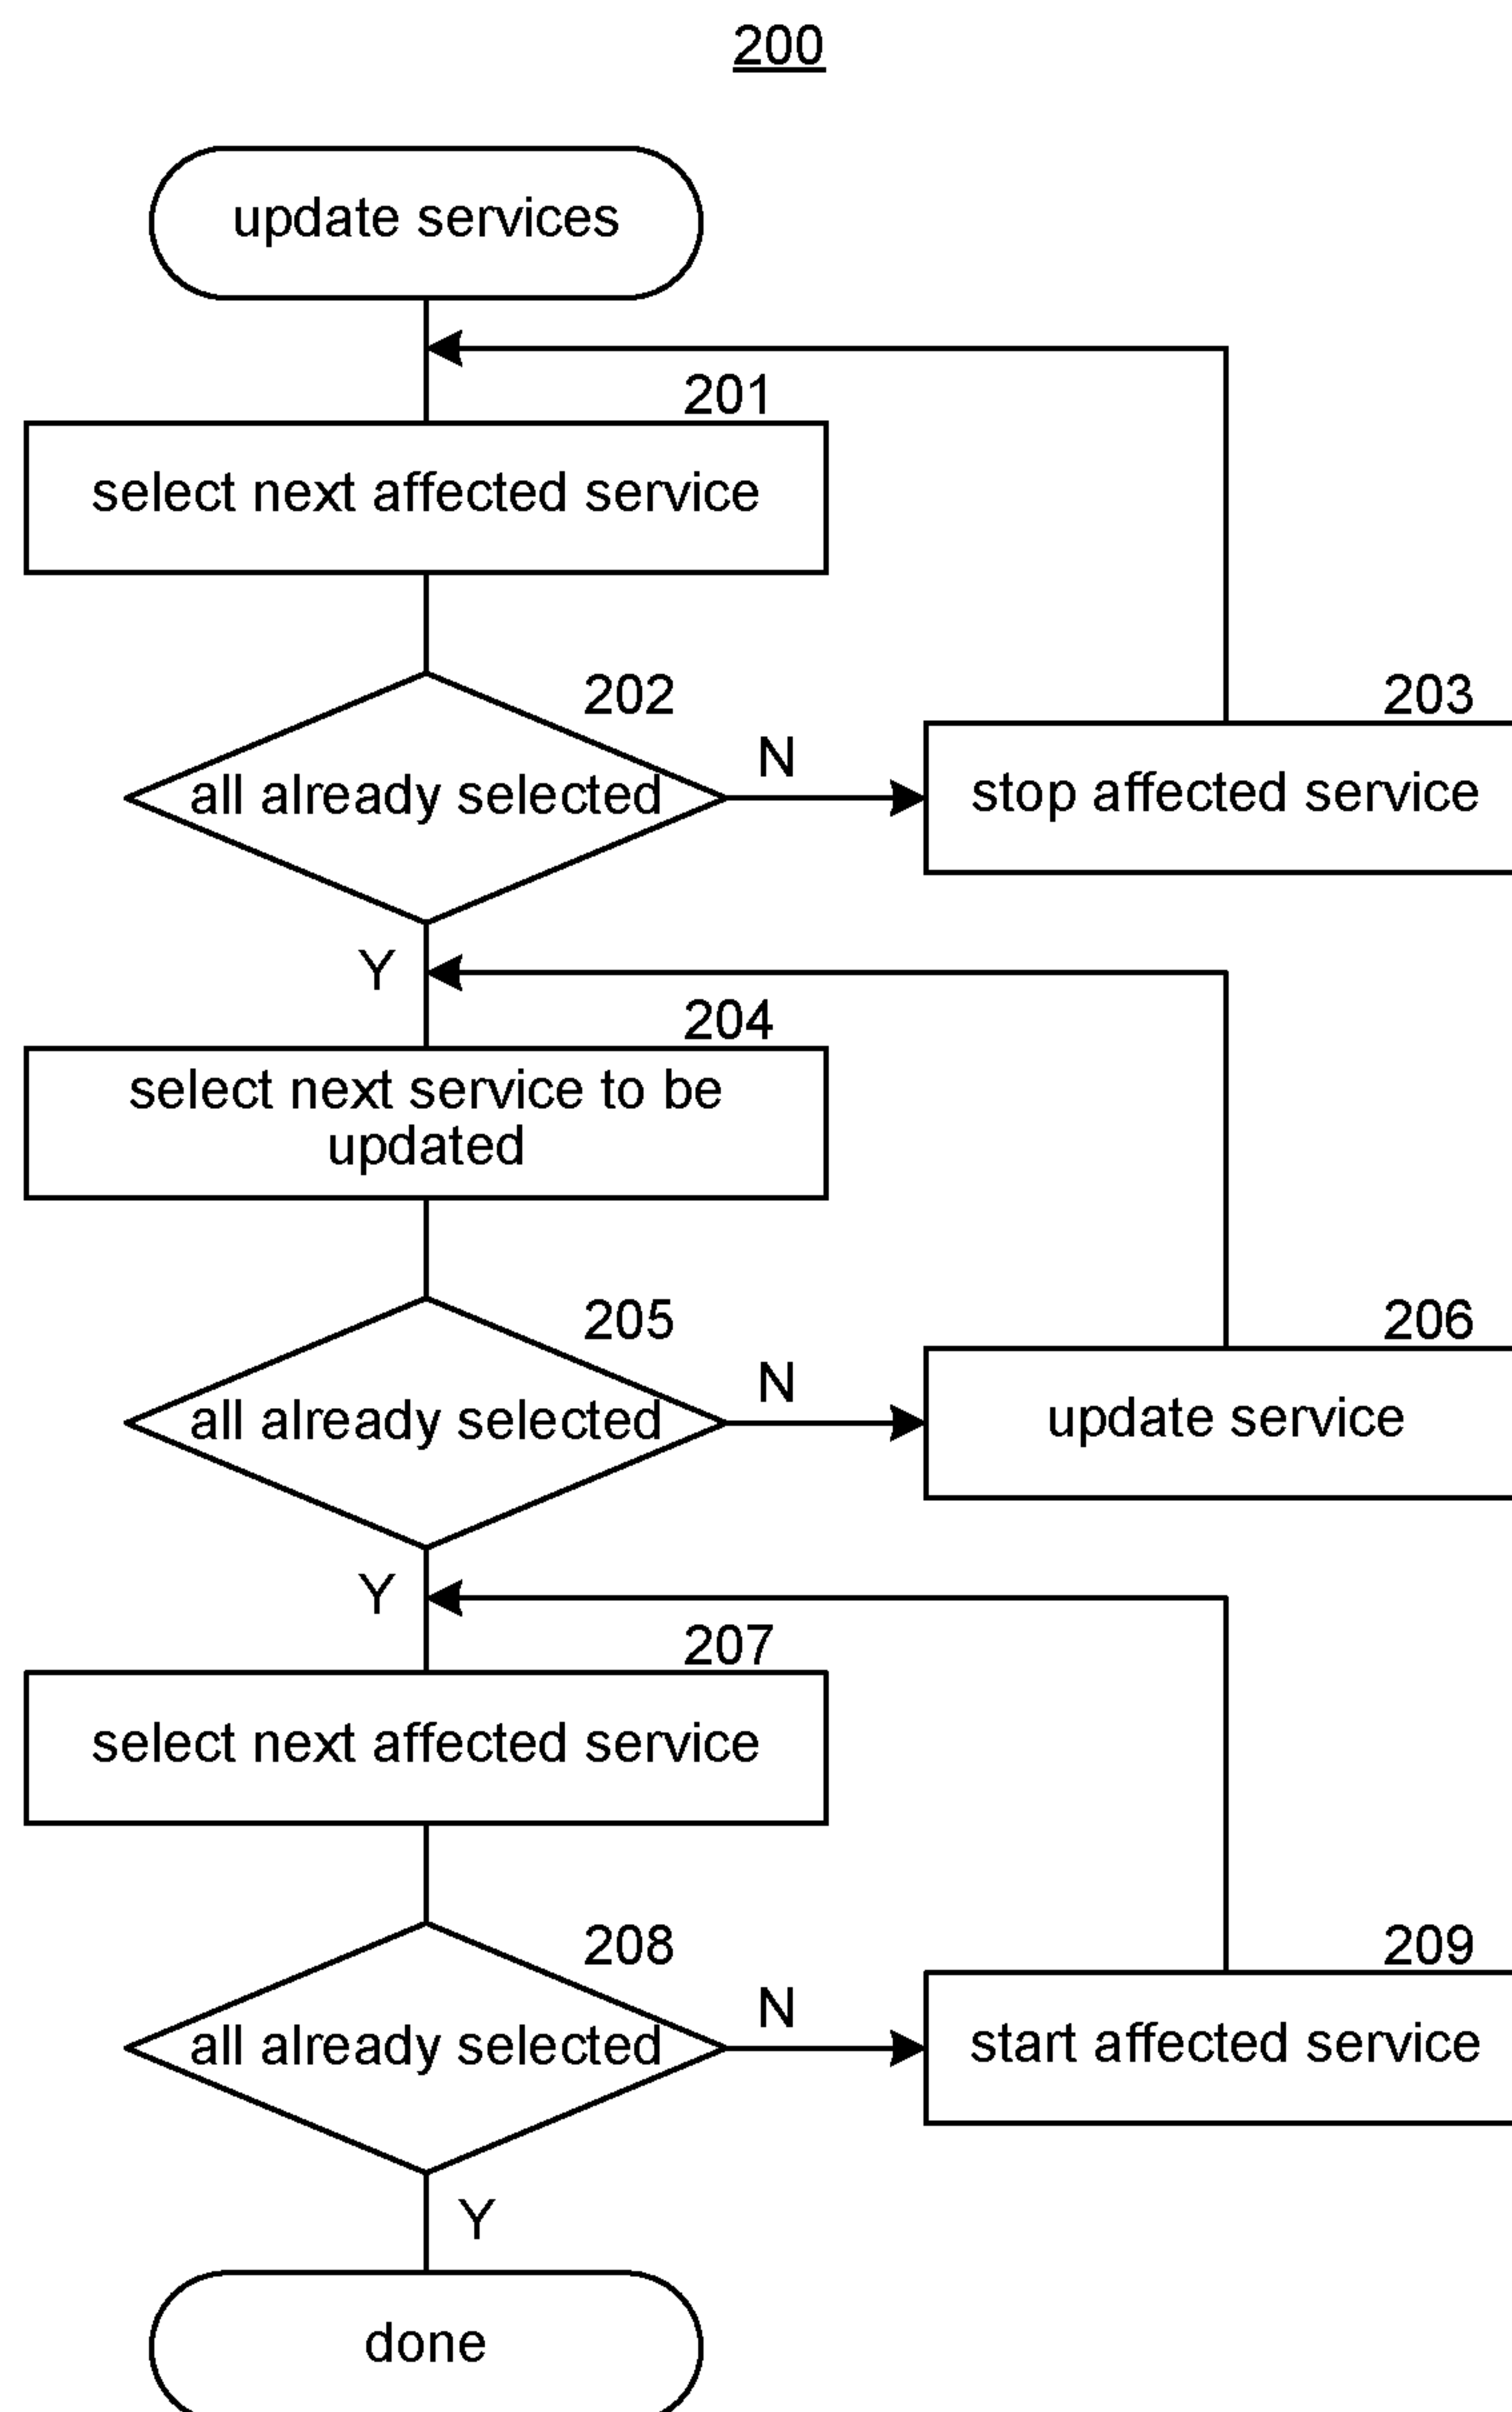 200
update services
201
select next affected service
202
all already selected
N
203
stop affected service
Y
204
select next service to be
updated
205
all already selected
N
206
update service
Y
207
select next affected service
208
all already selected
N
209
start affected service
Y
done